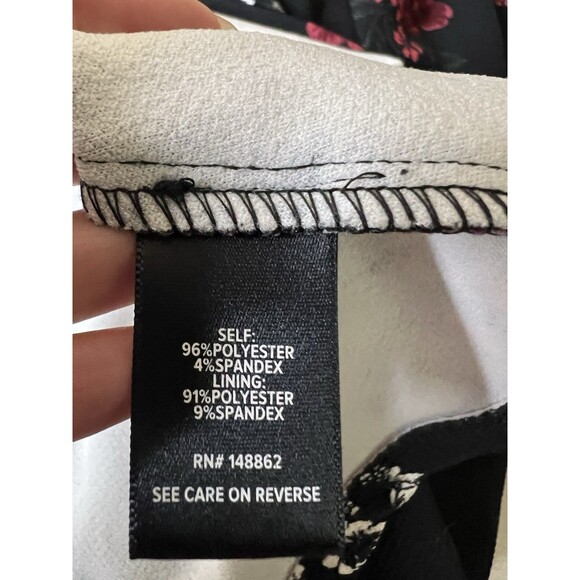 SELF:
96%POLYESTER
4%SPANDEX
LINING:
91%POLYESTER
9%SPANDEX
RN# 148862
SEE CARE ON REVERSE